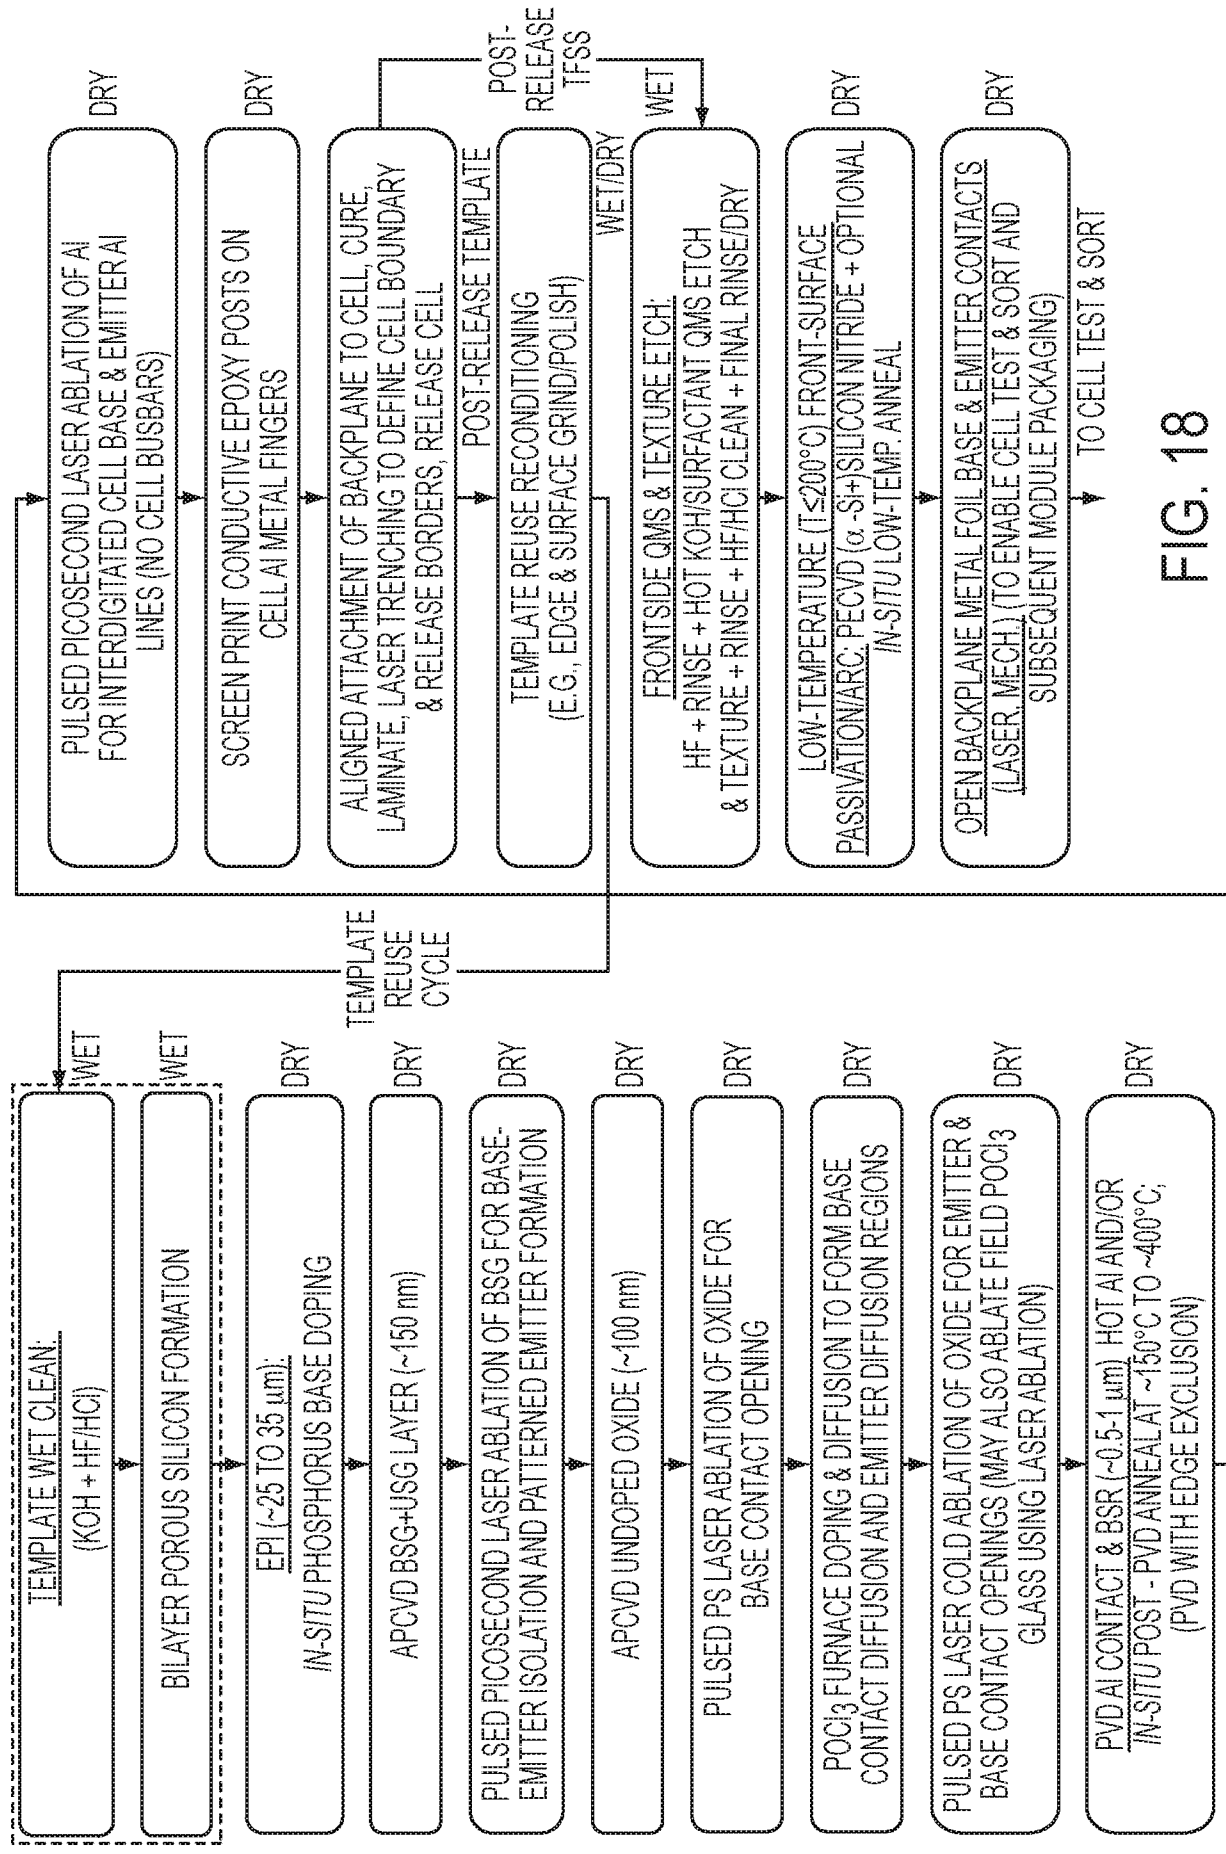 TEMPLATE WET CLEAN:
(KOH + HF/HCl)
WET
BILAYER POROUS SILICON FORMATION
WET
EPI (~25 TO 35 μm):
IN-SITU PHOSPHORUS BASE DOPING
DRY
APCVD BSG+USG LAYER (~150 nm)
DRY
PULSED PICOSECOND LASER ABLATION OF BSG FOR BASE-
EMITTER ISOLATION AND PATTERNED EMITTER FORMATION
DRY
APCVD UNDOPED OXIDE (~100 nm)
DRY
PULSED PS LASER ABLATION OF OXIDE FOR
BASE CONTACT OPENING
DRY
POCl3 FURNACE DOPING & DIFFUSION TO FORM BASE
CONTACT DIFFUSION AND EMITTER DIFFUSION REGIONS
DRY
PULSED PS LASER COLD ABLATION OF OXIDE FOR EMITTER &
BASE CONTACT OPENINGS (MAY ALSO ABLATE FIELD POCl3
GLASS USING LASER ABLATION)
DRY
PVD Al CONTACT & BSR (~0.5-1 μm) HOT Al AND/OR
IN-SITU POST - PVD ANNEAL AT ~150°C TO ~400°C;
(PVD WITH EDGE EXCLUSION)
DRY
TEMPLATE
REUSE
CYCLE
PULSED PICOSECOND LASER ABLATION OF Al
FOR INTERDIGITATED CELL BASE & EMITTER Al
LINES (NO CELL BUSBARS)
DRY
SCREEN PRINT CONDUCTIVE EPOXY POSTS ON
CELL Al METAL FINGERS
DRY
ALIGNED ATTACHMENT OF BACKPLANE TO CELL, CURE,
LAMINATE, LASER TRENCHING TO DEFINE CELL BOUNDARY
& RELEASE BORDERS, RELEASE CELL
POST-RELEASE TEMPLATE
POST-
RELEASE
TFSS
TEMPLATE REUSE RECONDITIONING
(E.G., EDGE & SURFACE GRIND/POLISH)
WET/DRY
FRONTSIDE QMS & TEXTURE ETCH:
HF + RINSE + HOT KOH/SURFACTANT QMS ETCH
& TEXTURE + RINSE + HF/HCl CLEAN + FINAL RINSE/DRY
WET
LOW-TEMPERATURE (T≤200°C) FRONT-SURFACE
PASSIVATION/ARC: PECVD (α -Si+)SILICON NITRIDE + OPTIONAL
IN-SITU LOW-TEMP. ANNEAL
DRY
OPEN BACKPLANE METAL FOIL BASE & EMITTER CONTACTS
(LASER, MECH.) (TO ENABLE CELL TEST & SORT AND
SUBSEQUENT MODULE PACKAGING)
DRY
TO CELL TEST & SORT
FIG. 18